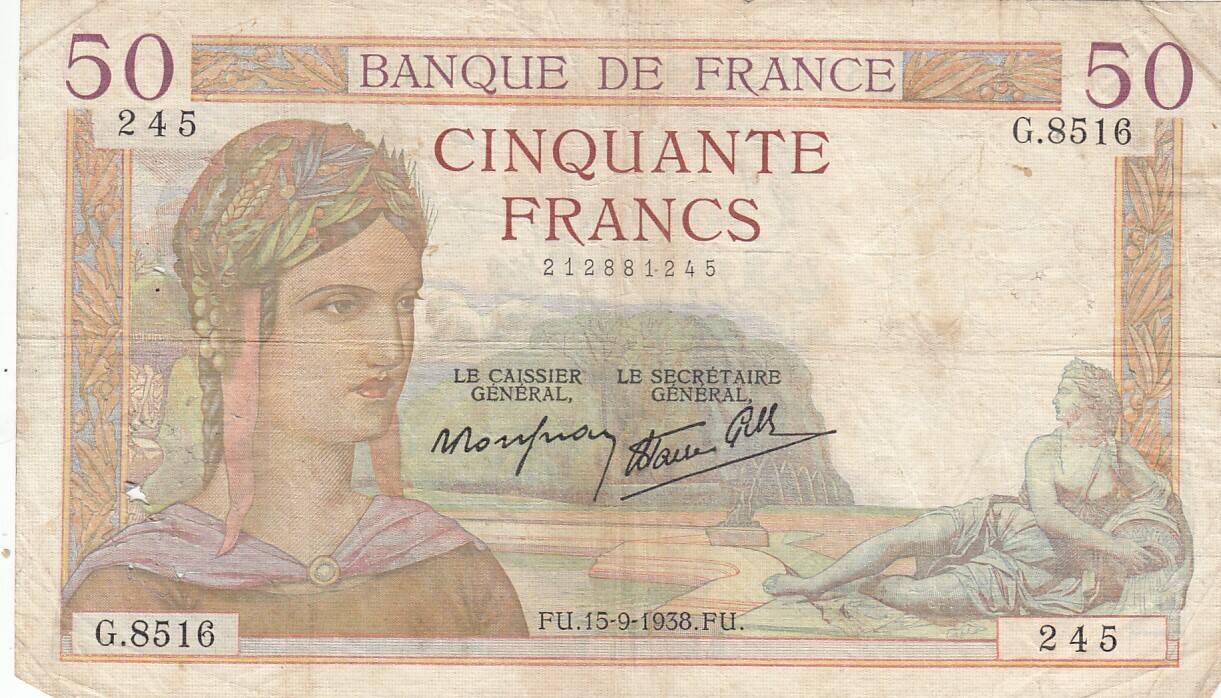 50 BANQUE DE FRANCE 50
245 G.8516
CINQUANTE
FRANCS
212881245
LE CAISSIER GÉNÉRAL,
LE SECRÉTAIRE GÉNÉRAL,
FU.15-9-1938.FU.
G.8516 245